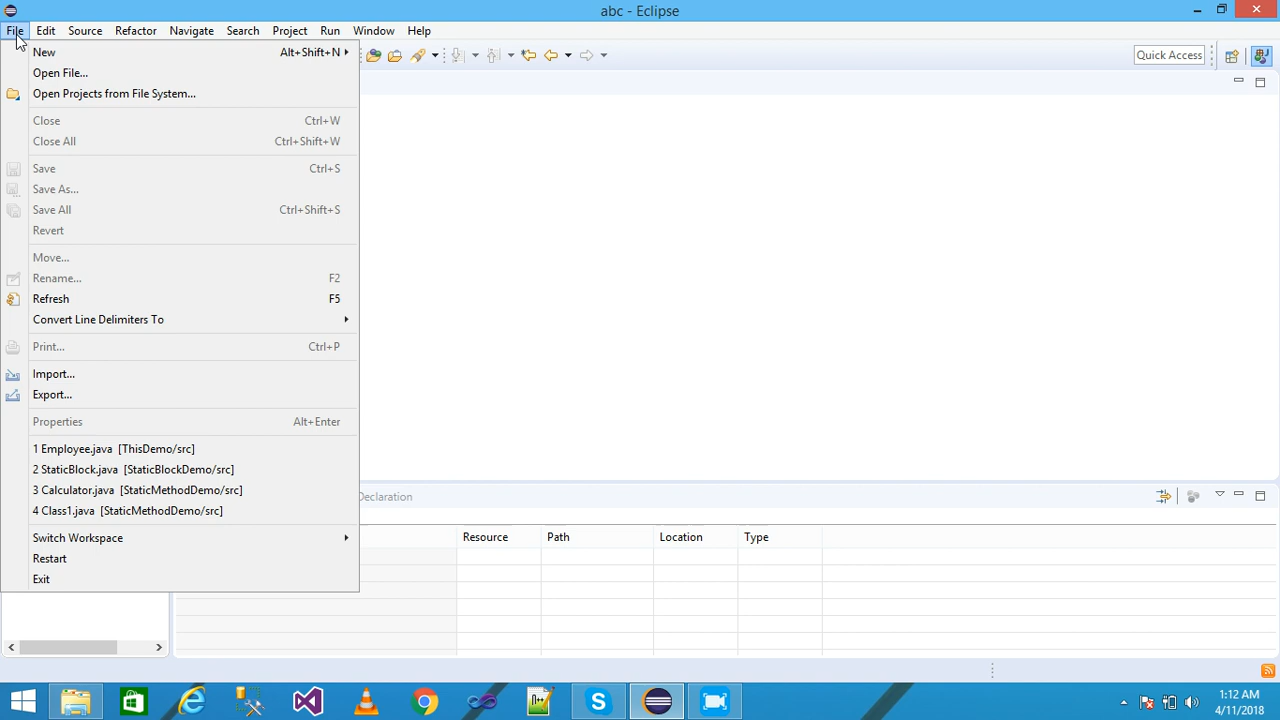 abc - Eclipse
File Edit Source Refactor Navigate Search Project Run Window Help
New Alt+Shift+N
Open File...
Open Projects from File System...
Close Ctrl+W
Close All Ctrl+Shift+W
Save Ctrl+S
Save As...
Save All Ctrl+Shift+S
Revert
Move...
Rename... F2
Refresh F5
Convert Line Delimiters To
Print... Ctrl+P
Import...
Export...
Properties Alt+Enter
1 Employee.java [ThisDemo/src]
2 StaticBlock.java [StaticBlockDemo/src]
3 Calculator.java [StaticMethodDemo/src]
4 Class1.java [StaticMethodDemo/src]
Switch Workspace
Restart
Exit
Quick Access
Declaration
Resource Path Location Type
1:12 AM
4/11/2018